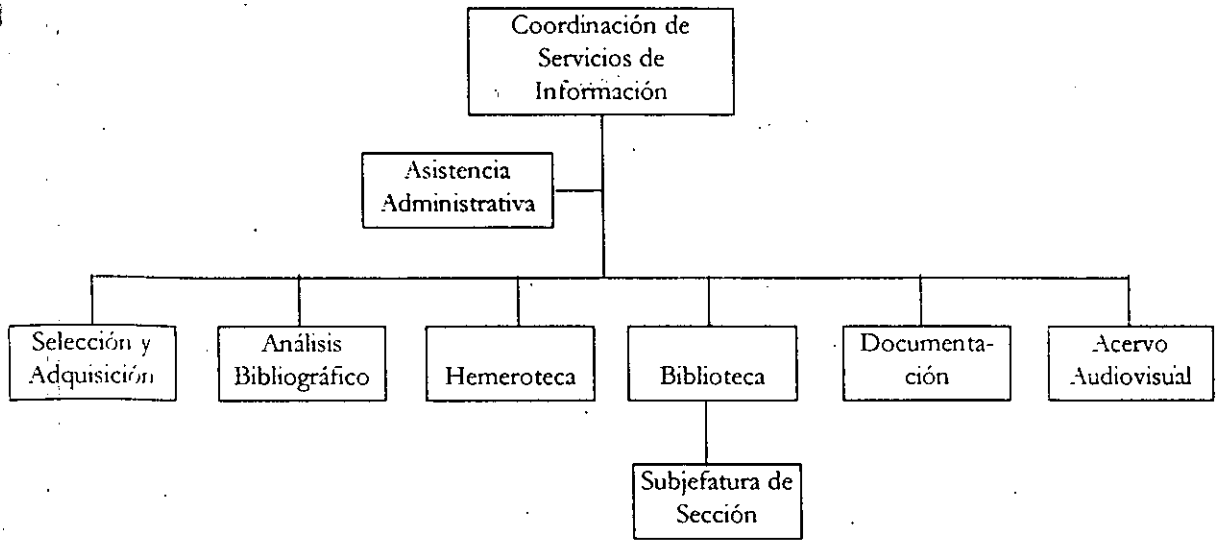 Coordinación de
Servicios de
Información
Asistencia
Administrativa
Selección y
Adquisición
Análisis
Bibliográfico
Hemeroteca
Biblioteca
Documenta-
ción
Acervo
Audiovisual
Subjefatura de
Sección